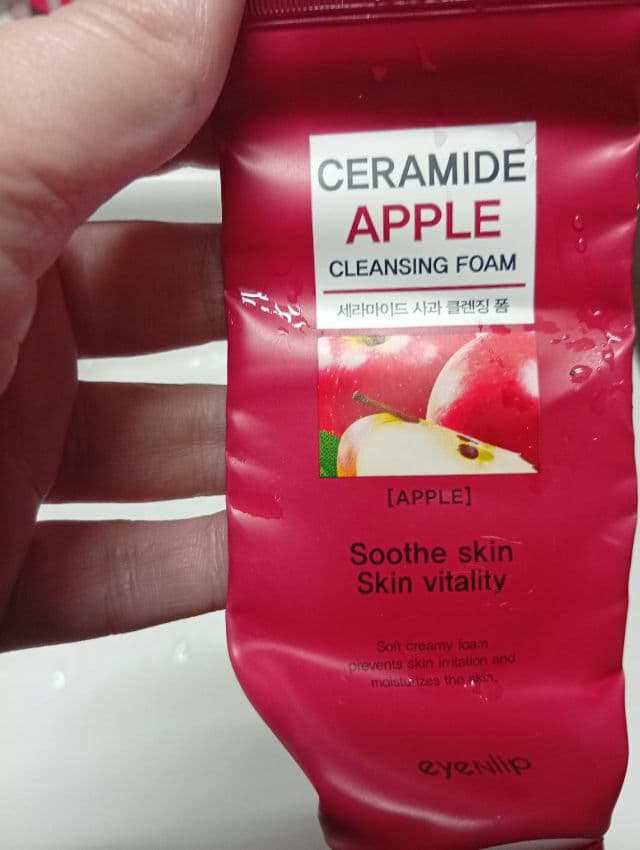 CERAMIDE
APPLE
CLEANSING FOAM
세라마이드 사과 클렌징 폼
[APPLE]
Soothe skin
Skin vitality
Soft creamy foam
prevents skin irritation and
moisturizes the skin.
eyeNlip